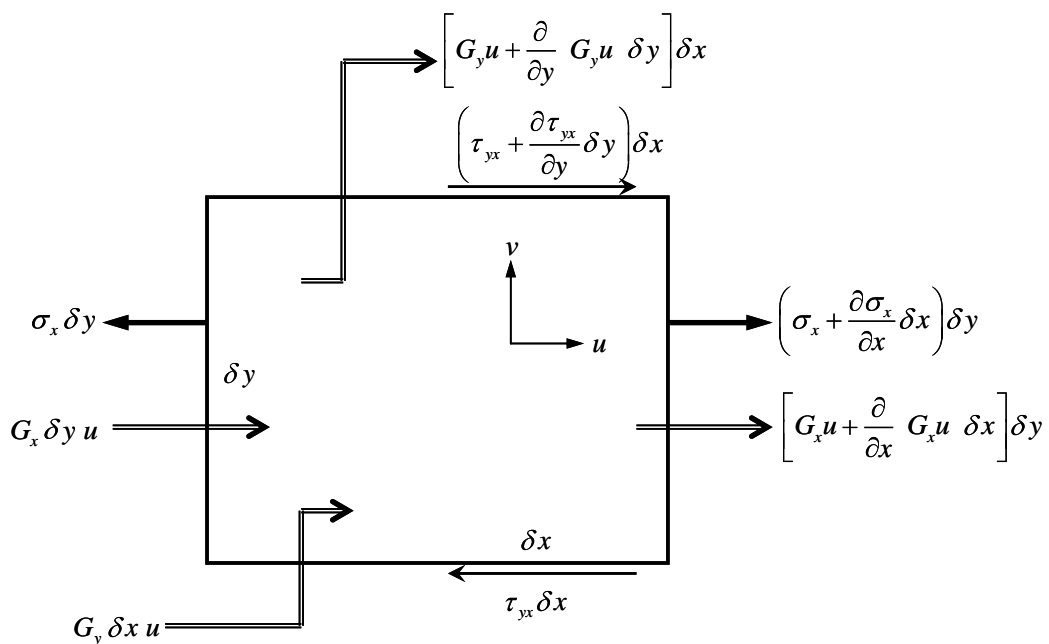 [G_y u + ∂/∂y G_y u δy] δx
(τ_yx + ∂τ_yx/∂y δy) δx
v
σ_x δy
(σ_x + ∂σ_x/∂x δx) δy
u
δy
G_x δy u
[G_x u + ∂/∂x G_x u δx] δy
δx
τ_yx δx
G_y δx u